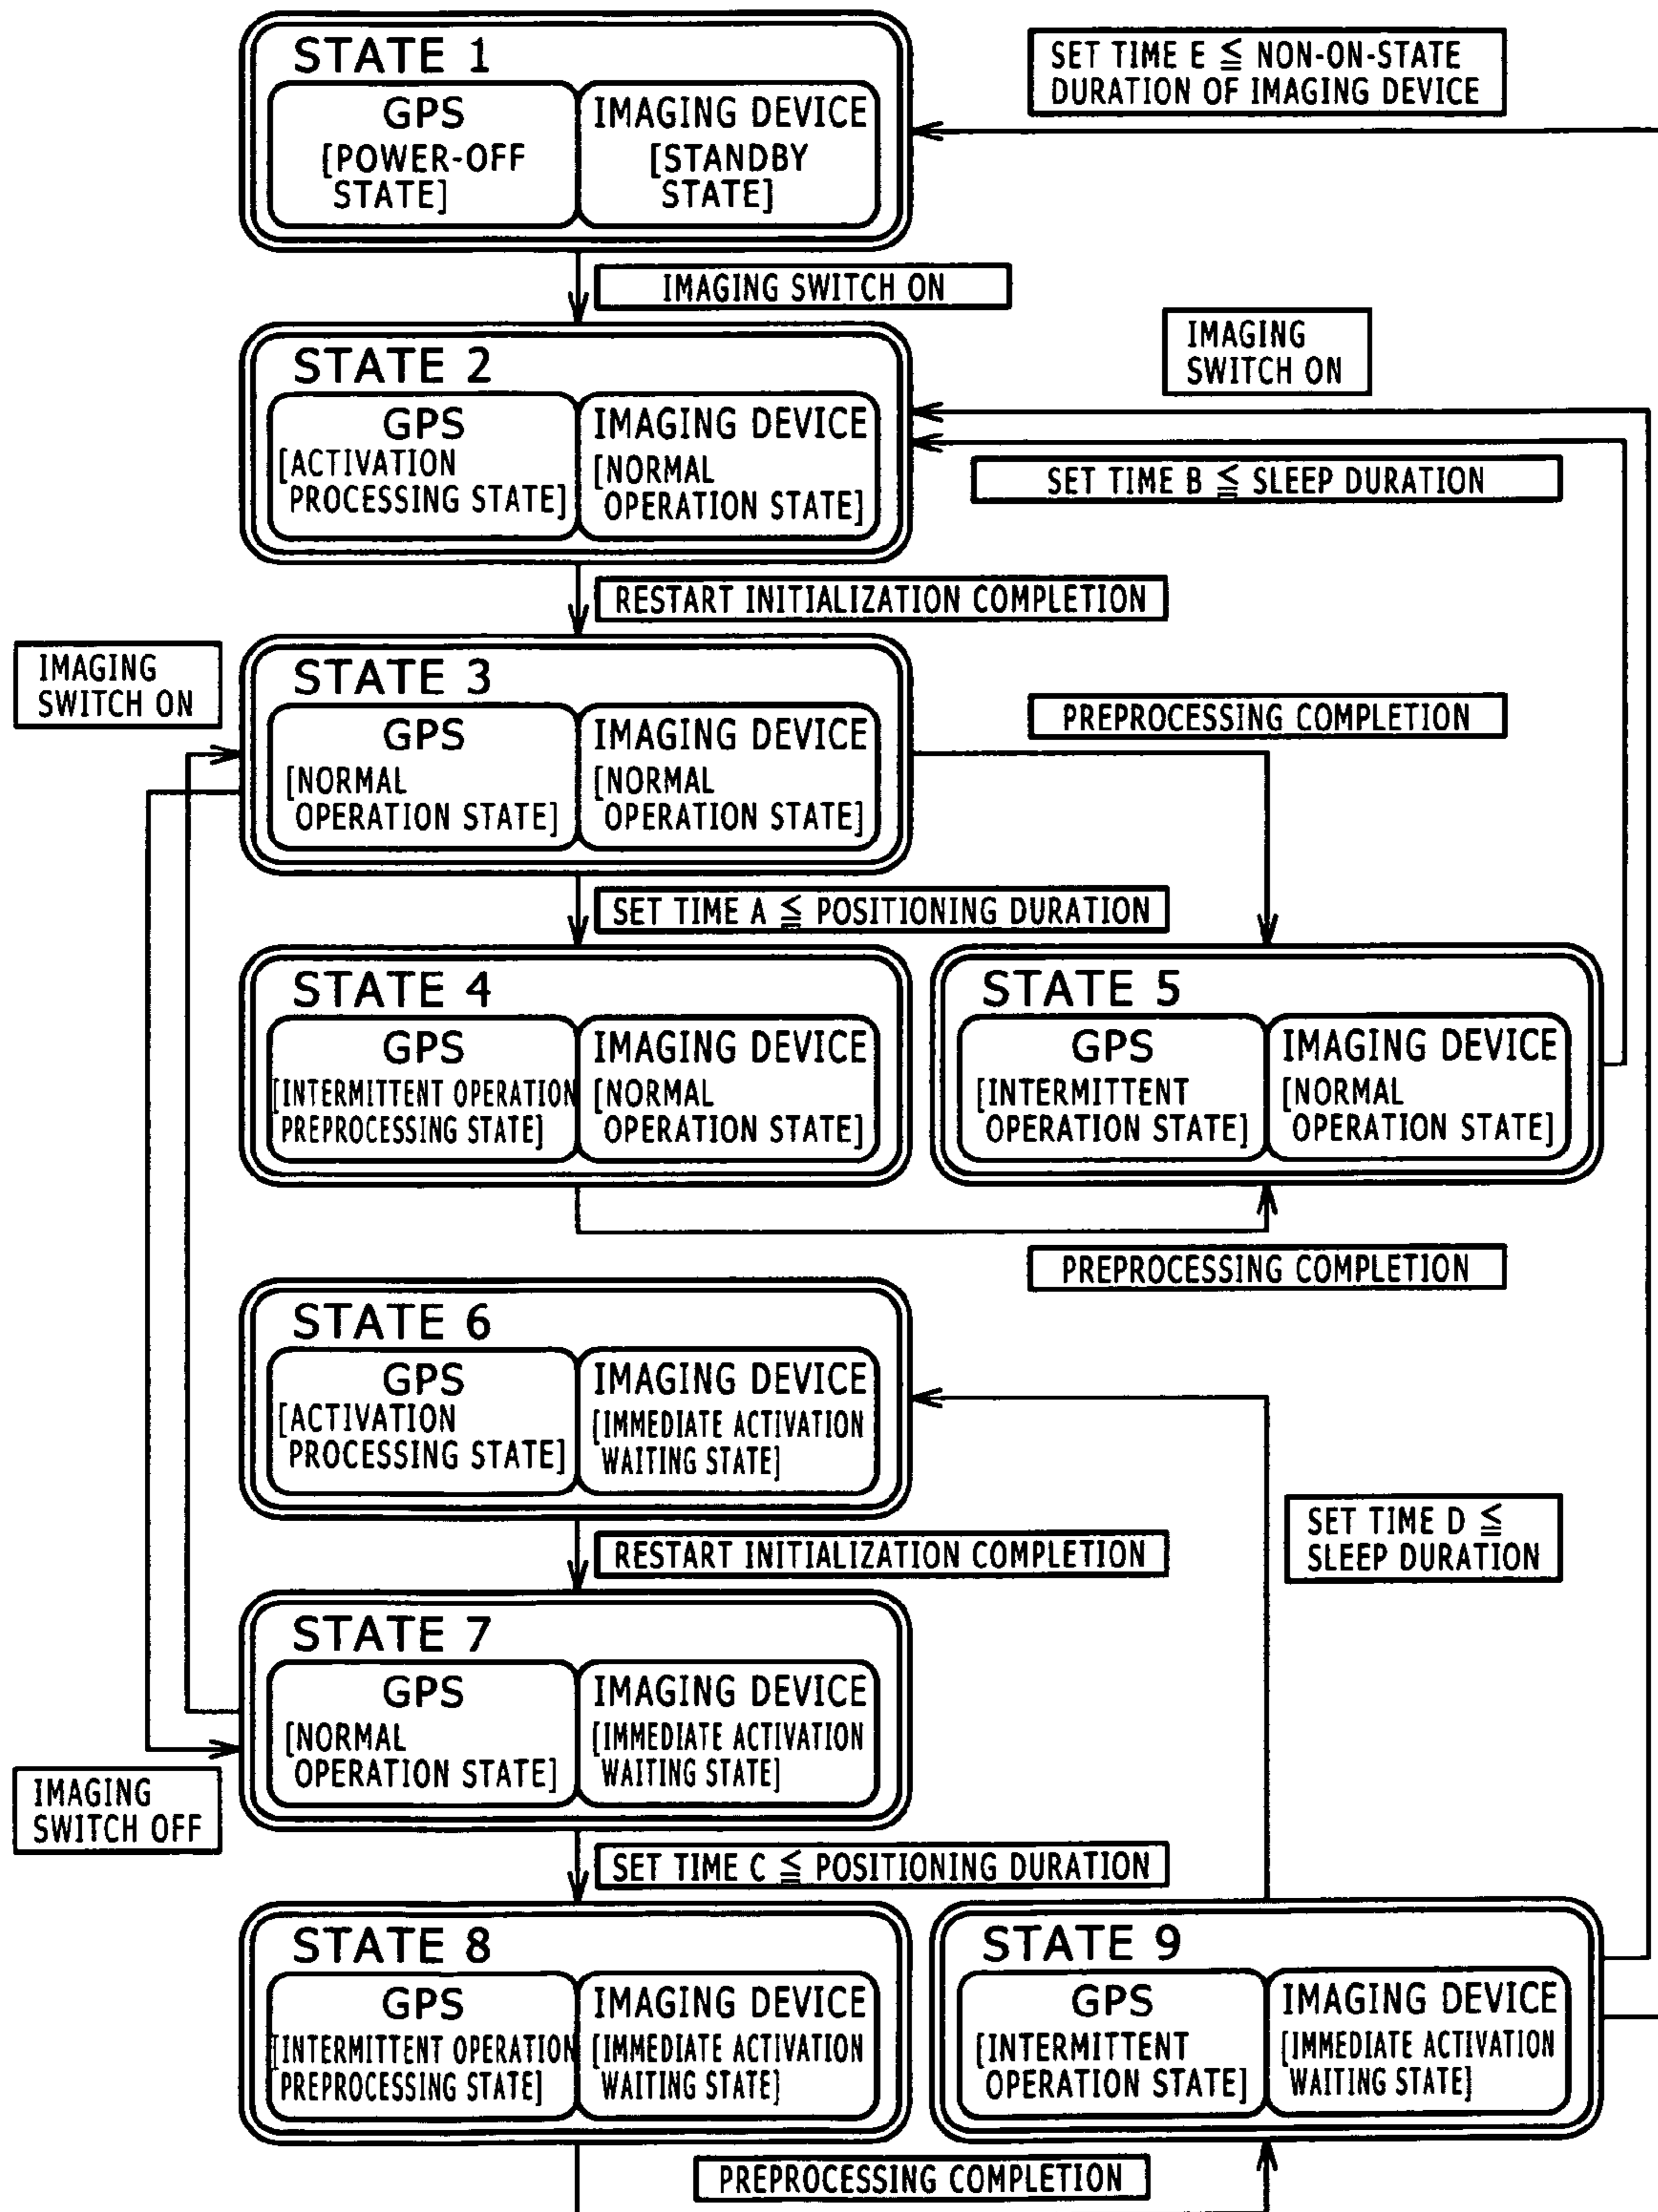 STATE 1
GPS
[POWER-OFF
STATE]
IMAGING DEVICE
[STANDBY
STATE]
SET TIME E ≦ NON-ON-STATE
DURATION OF IMAGING DEVICE
IMAGING SWITCH ON
STATE 2
GPS
[ACTIVATION
PROCESSING STATE]
IMAGING DEVICE
[NORMAL
OPERATION STATE]
IMAGING
SWITCH ON
SET TIME B ≦ SLEEP DURATION
RESTART INITIALIZATION COMPLETION
IMAGING
SWITCH ON
STATE 3
GPS
[NORMAL
OPERATION STATE]
IMAGING DEVICE
[NORMAL
OPERATION STATE]
PREPROCESSING COMPLETION
SET TIME A ≦ POSITIONING DURATION
STATE 4
GPS
[INTERMITTENT OPERATION
PREPROCESSING STATE]
IMAGING DEVICE
[NORMAL
OPERATION STATE]
STATE 5
GPS
[INTERMITTENT
OPERATION STATE]
IMAGING DEVICE
[NORMAL
OPERATION STATE]
PREPROCESSING COMPLETION
STATE 6
GPS
[ACTIVATION
PROCESSING STATE]
IMAGING DEVICE
[IMMEDIATE ACTIVATION
WAITING STATE]
SET TIME D ≦
SLEEP DURATION
RESTART INITIALIZATION COMPLETION
STATE 7
GPS
[NORMAL
OPERATION STATE]
IMAGING DEVICE
[IMMEDIATE ACTIVATION
WAITING STATE]
IMAGING
SWITCH OFF
SET TIME C ≦ POSITIONING DURATION
STATE 8
GPS
[INTERMITTENT OPERATION
PREPROCESSING STATE]
IMAGING DEVICE
[IMMEDIATE ACTIVATION
WAITING STATE]
STATE 9
GPS
[INTERMITTENT
OPERATION STATE]
IMAGING DEVICE
[IMMEDIATE ACTIVATION
WAITING STATE]
PREPROCESSING COMPLETION